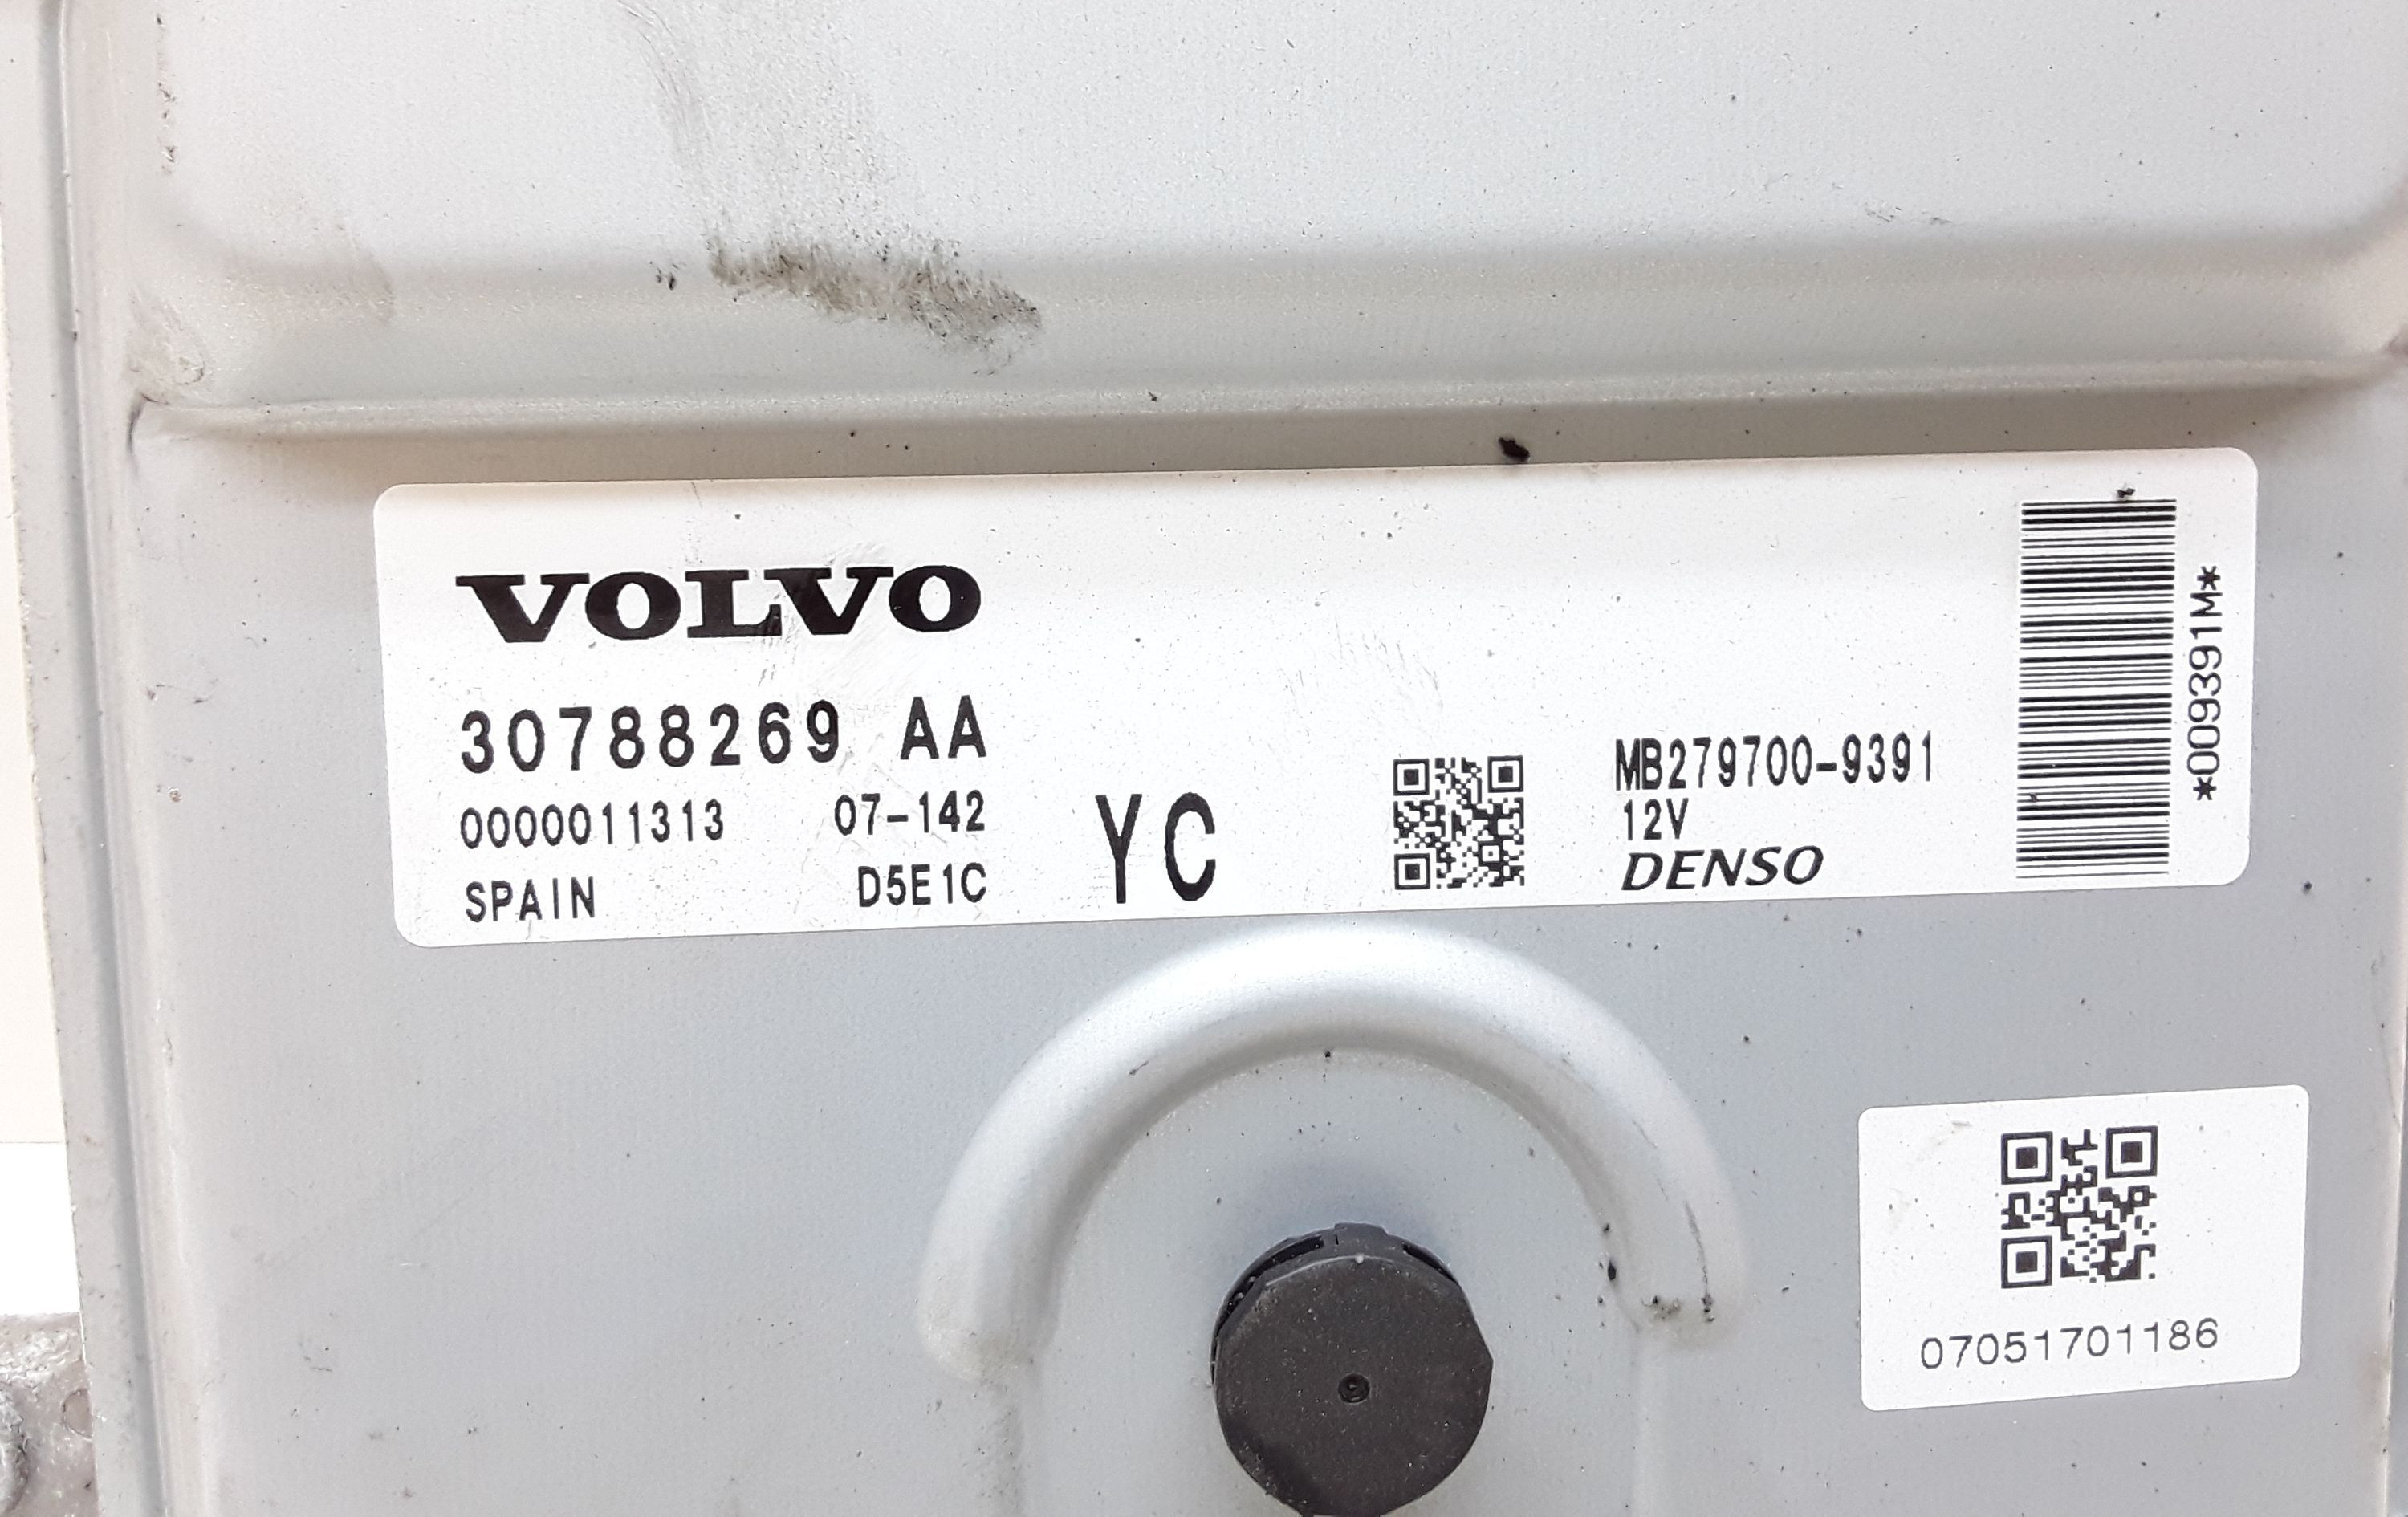 VOLVO
30788269 AA
0000011313 07-142
SPAIN D5E1C
YC
MB279700-9391
12V
DENSO
*009391M*
07051701186